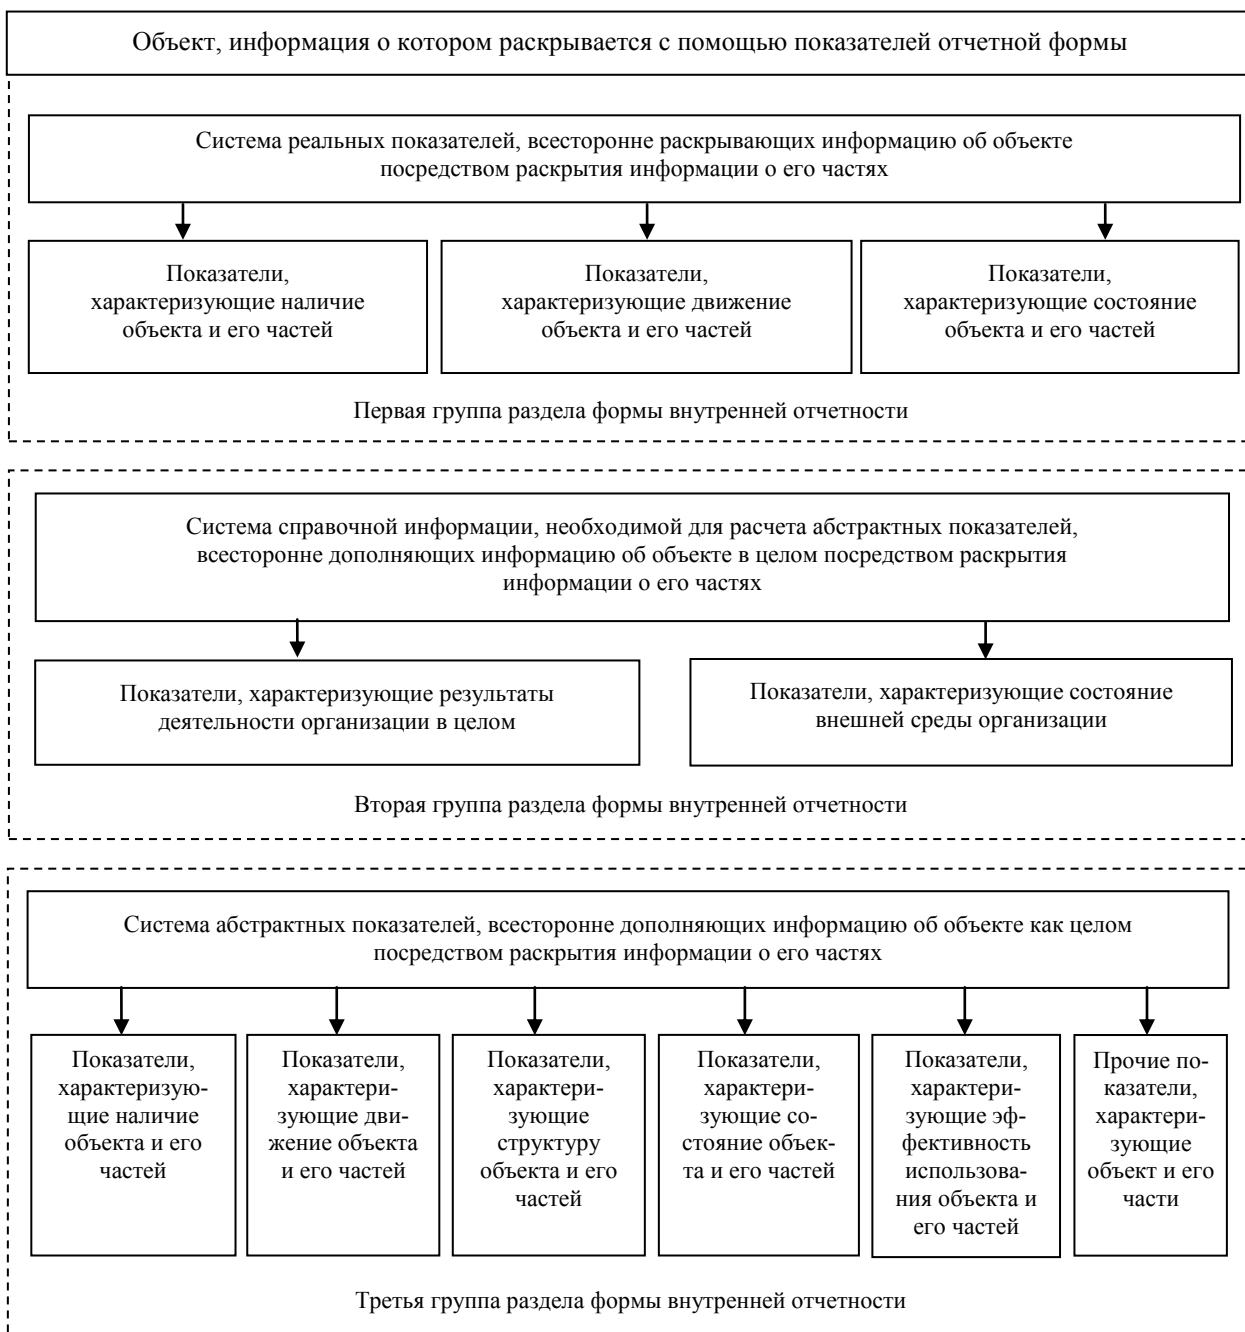 Объект, информация о котором раскрывается с помощью показателей отчетной формы
Система реальных показателей, всесторонне раскрывающих информацию об объекте
посредством раскрытия информации о его частях
Показатели,
характеризующие наличие
объекта и его частей
Показатели,
характеризующие движение
объекта и его частей
Показатели,
характеризующие состояние
объекта и его частей
Первая группа раздела формы внутренней отчетности
Система справочной информации, необходимой для расчета абстрактных показателей,
всесторонне дополняющих информацию об объекте в целом посредством раскрытия
информации о его частях
Показатели, характеризующие результаты
деятельности организации в целом
Показатели, характеризующие состояние
внешней среды организации
Вторая группа раздела формы внутренней отчетности
Система абстрактных показателей, всесторонне дополняющих информацию об объекте как целом
посредством раскрытия информации о его частях
Показатели,
характеризую-
щие наличие
объекта и его
частей
Показатели,
характери-
зующие дви-
жение объекта
и его частей
Показатели,
характери-
зующие
структуру
объекта и его
частей
Показатели,
характери-
зующие со-
стояние объек-
та и его частей
Показатели,
характери-
зующие эф-
фективность
использова-
ния объекта и
его частей
Прочие по-
казатели,
характери-
зующие
объект и его
части
Третья группа раздела формы внутренней отчетности